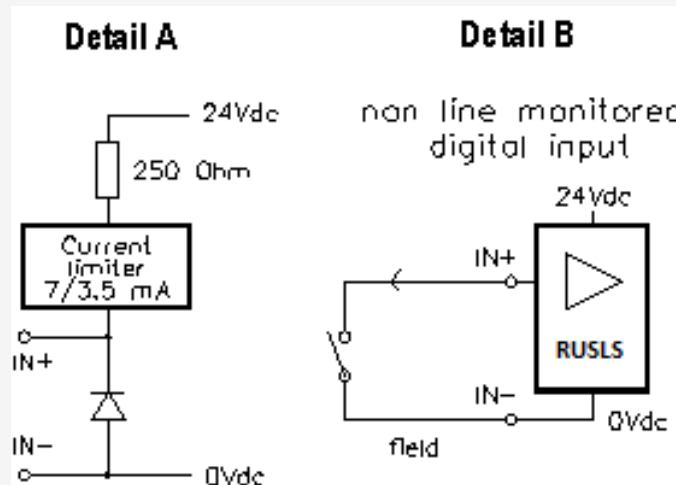 Detail A
24Vdc
250 Ohm
Current
limiter
7/3.5 mA
IN+
IN-
0Vdc
Detail B
non line monitored
digital input
24Vdc
IN+
RUSLS
IN-
0Vdc
field